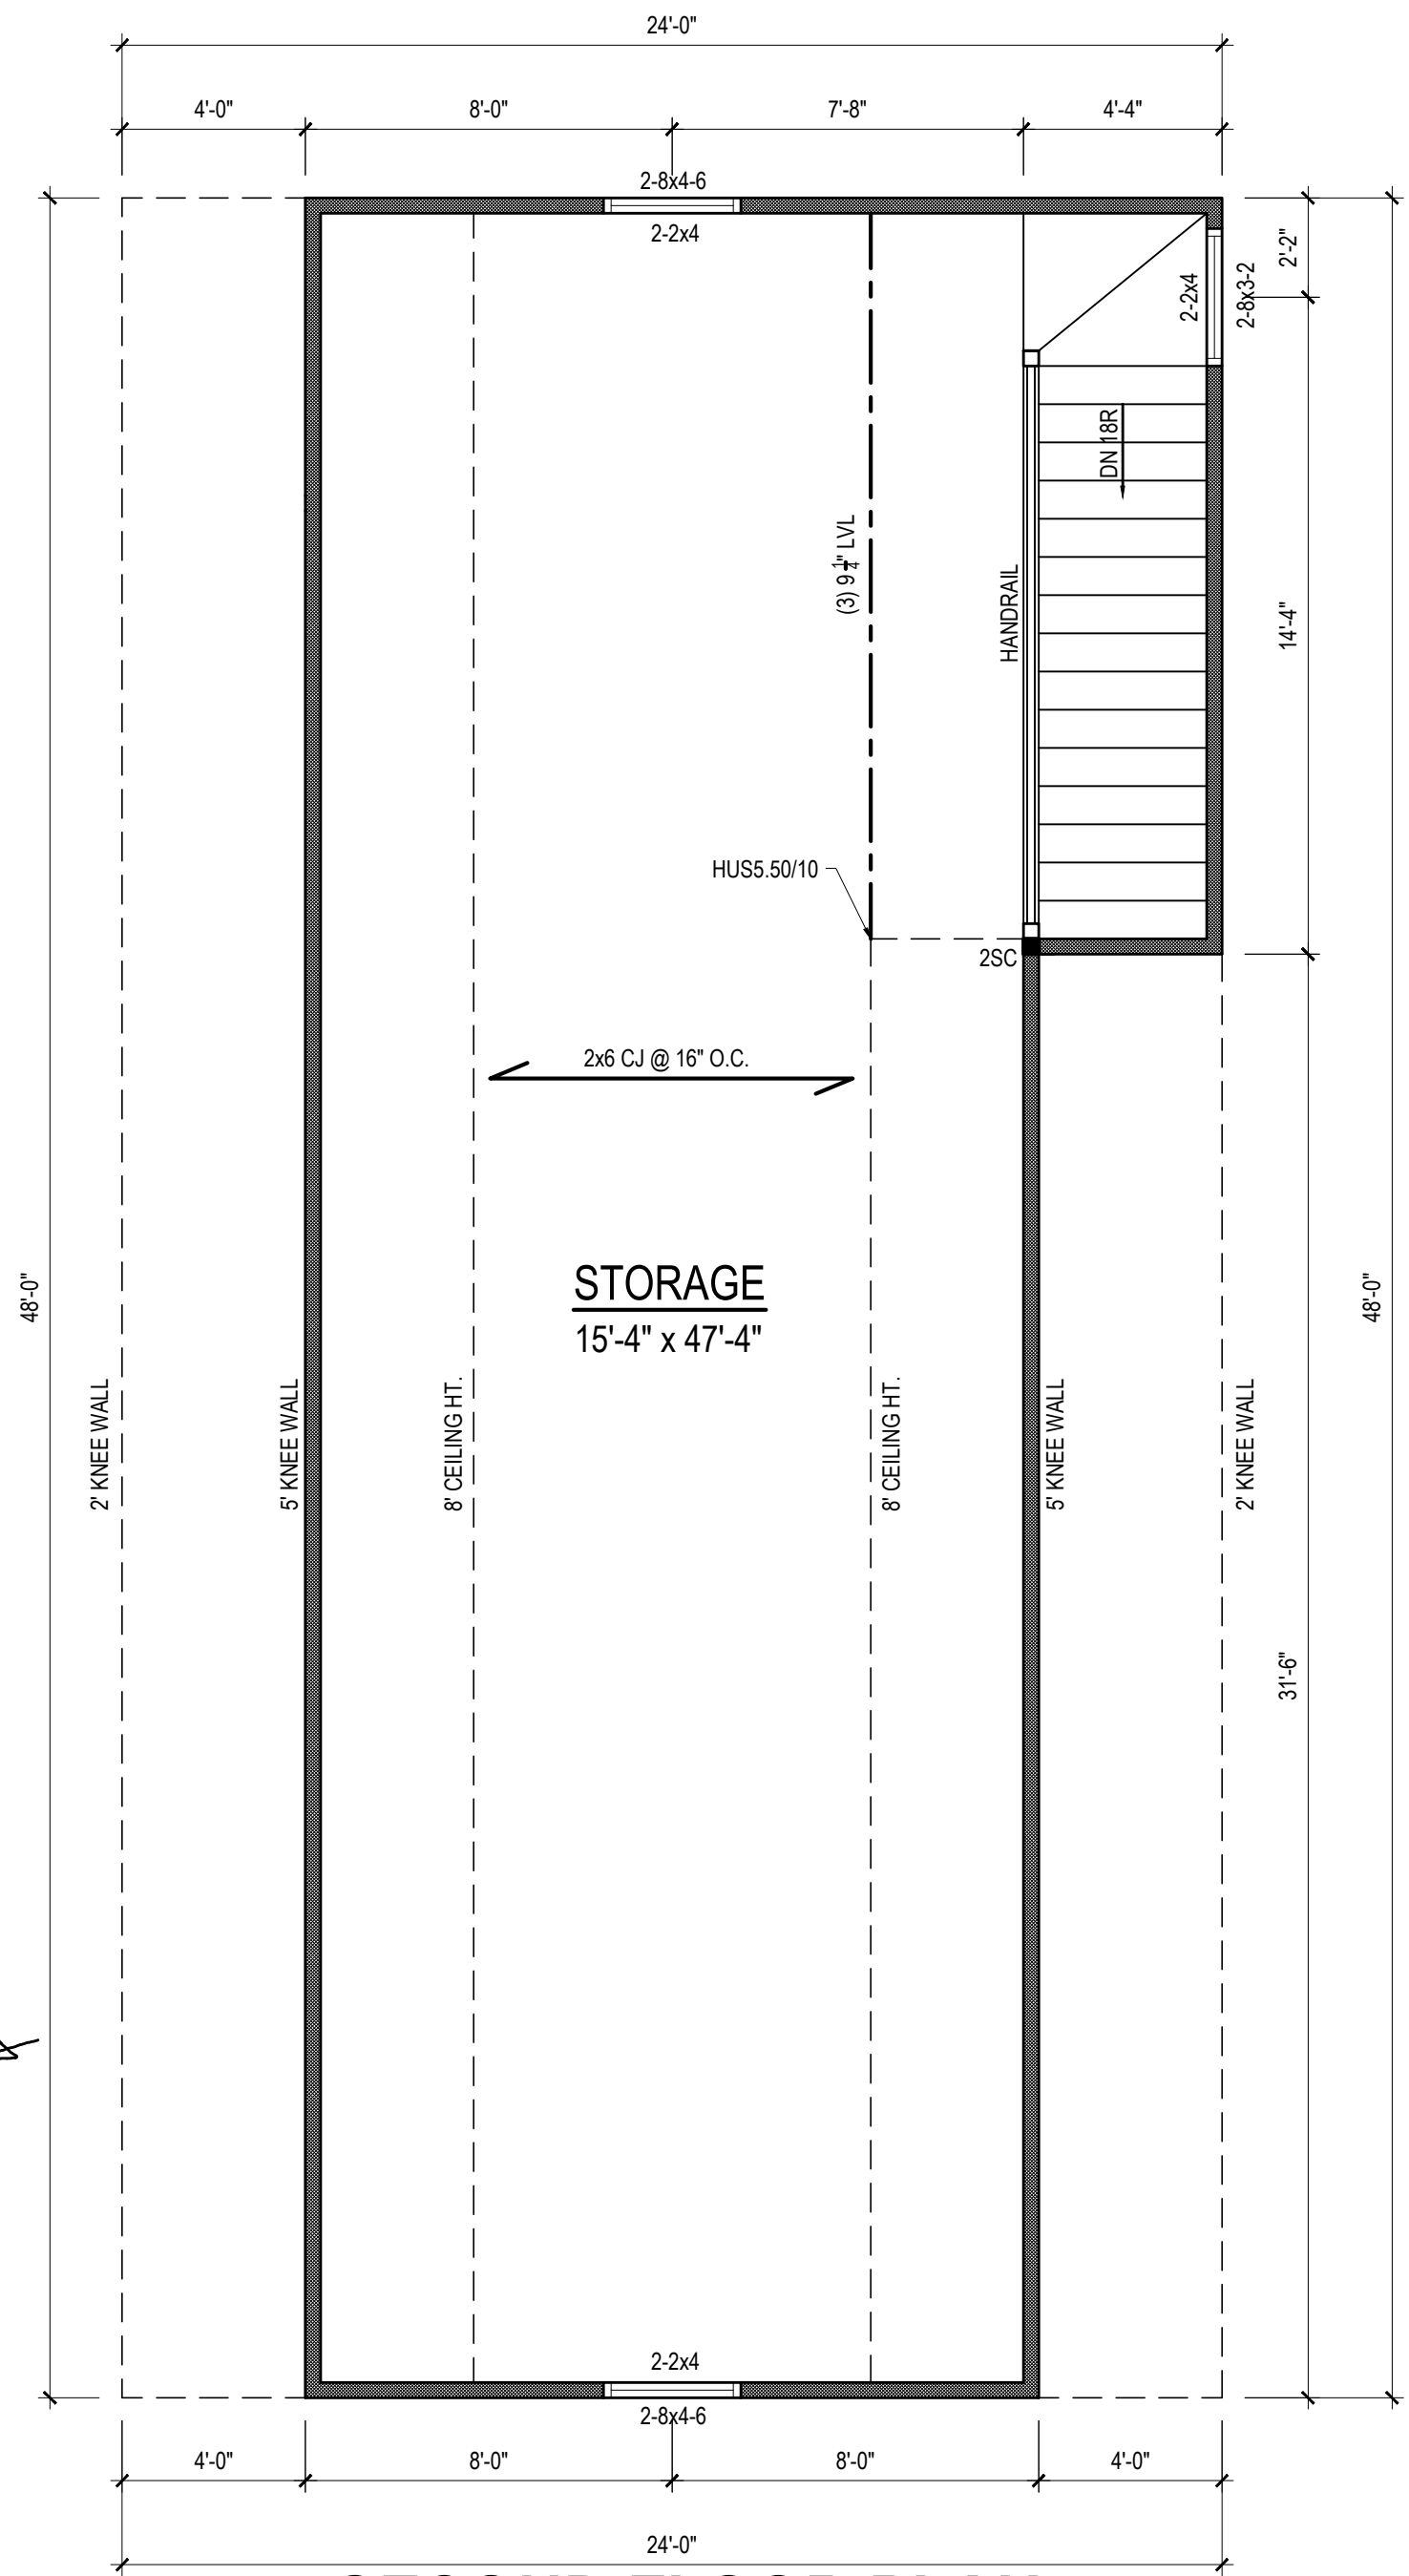 24'-0"
4'-0"
8'-0"
7'-8"
4'-4"
2-8x4-6
2-2x4
2'-2"
2-2x4
2-8x3-2
DN 18R
(3) 9 1/4" LVL
HANDRAIL
14'-4"
HUS5.50/10
2SC
2x6 CJ @ 16" O.C.
STORAGE
15'-4" x 47'-4"
48'-0"
48'-0"
2' KNEE WALL
5' KNEE WALL
8' CEILING HT.
8' CEILING HT.
5' KNEE WALL
2' KNEE WALL
31'-6"
2-2x4
2-8x4-6
4'-0"
8'-0"
8'-0"
4'-0"
24'-0"